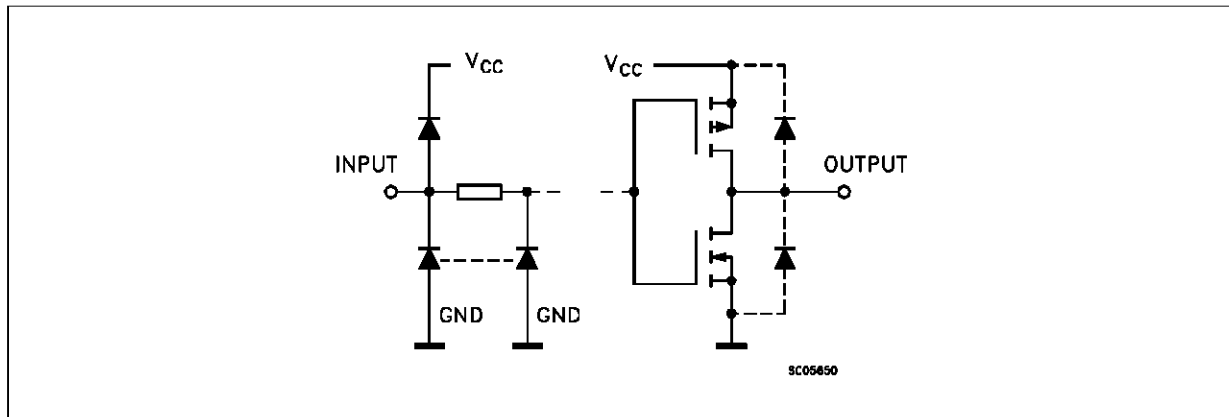 VCC
VCC
INPUT
OUTPUT
GND
GND
SC05650